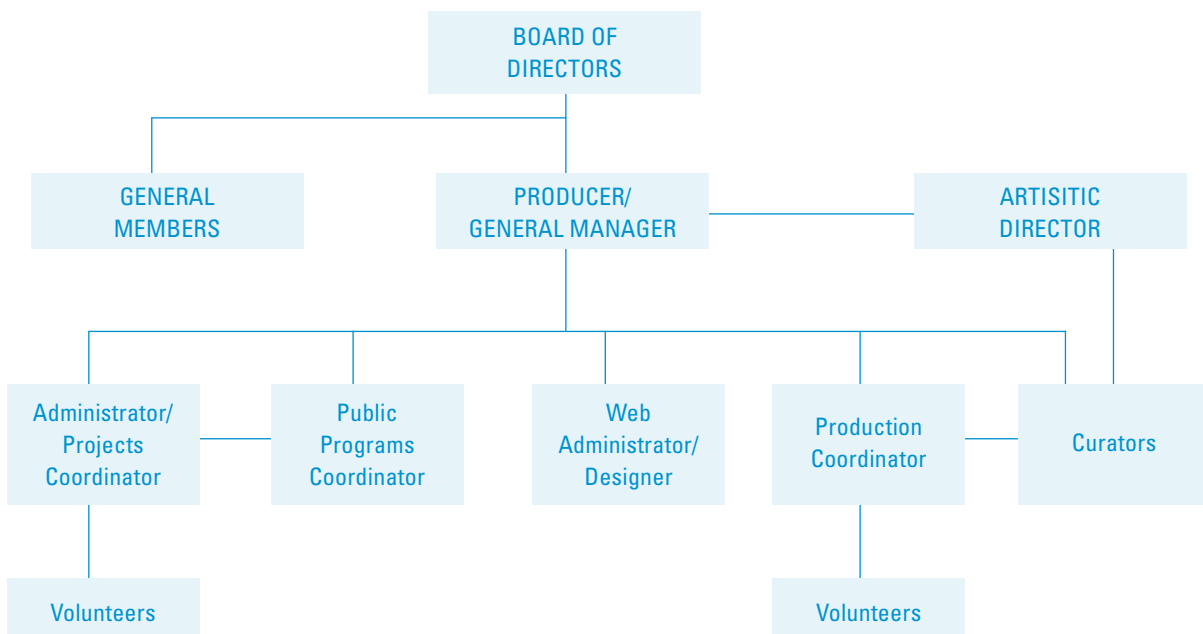 BOARD OF
DIRECTORS
GENERAL
MEMBERS
PRODUCER/
GENERAL MANAGER
ARTISITIC
DIRECTOR
Administrator/
Projects
Coordinator
Public
Programs
Coordinator
Web
Administrator/
Designer
Production
Coordinator
Curators
Volunteers
Volunteers